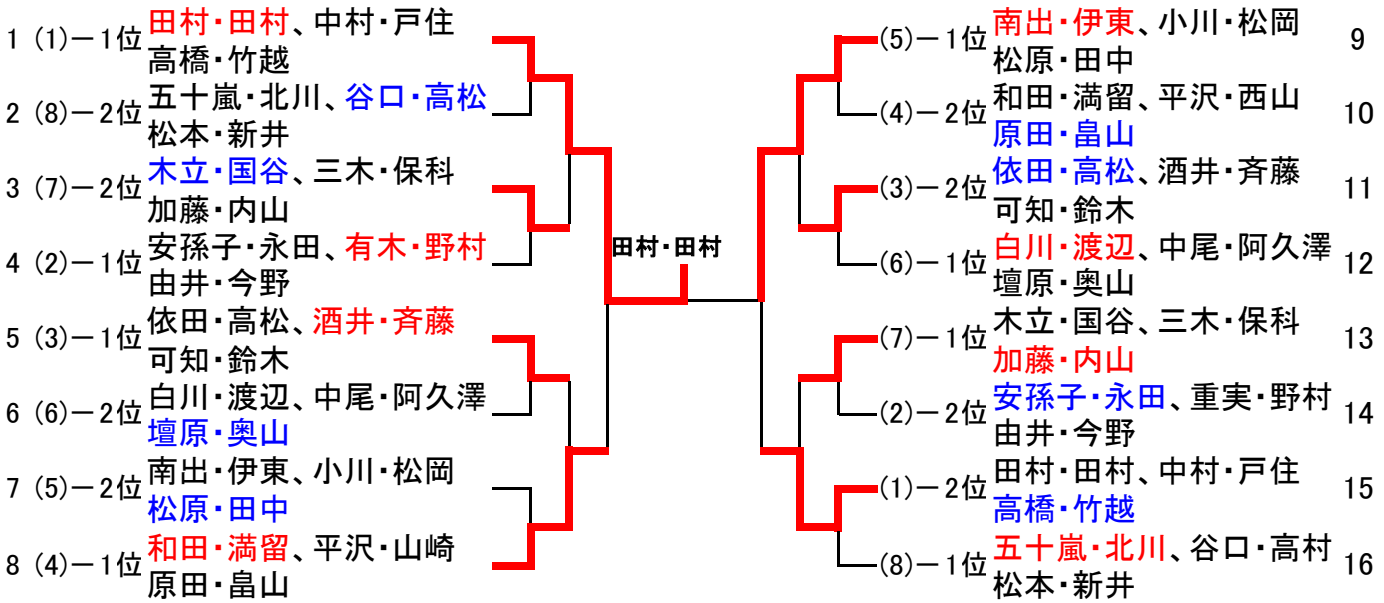 1 (1)－1位 田村・田村、中村・戸住
高橋・竹越
2 (8)－2位 五十嵐・北川、谷口・高松
松本・新井
3 (7)－2位 木立・国谷、三木・保科
加藤・内山
4 (2)－1位 安孫子・永田、有木・野村
由井・今野
5 (3)－1位 依田・高松、酒井・斉藤
可知・鈴木
6 (6)－2位 白川・渡辺、中尾・阿久澤
壇原・奥山
7 (5)－2位 南出・伊東、小川・松岡
松原・田中
8 (4)－1位 和田・満留、平沢・山崎
原田・畠山
田村・田村
(5)－1位 南出・伊東、小川・松岡 9
松原・田中
(4)－2位 和田・満留、平沢・西山 10
原田・畠山
(3)－2位 依田・高松、酒井・斉藤 11
可知・鈴木
(6)－1位 白川・渡辺、中尾・阿久澤 12
壇原・奥山
(7)－1位 木立・国谷、三木・保科 13
加藤・内山
(2)－2位 安孫子・永田、重実・野村 14
由井・今野
(1)－2位 田村・田村、中村・戸住 15
高橋・竹越
(8)－1位 五十嵐・北川、谷口・高村 16
松本・新井